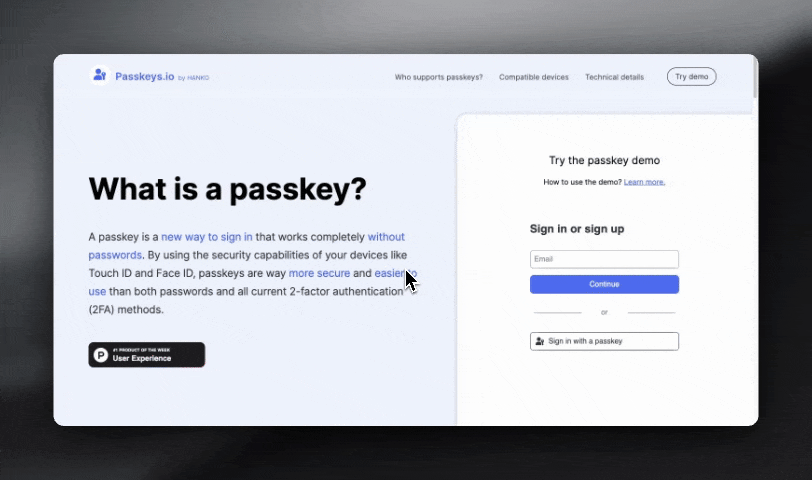 Passkeys.io by HANKO
Who supports passkeys?
Compatible devices
Technical details
Try demo
What is a passkey?
A passkey is a new way to sign in that works completely without
passwords. By using the security capabilities of your devices like
Touch ID and Face ID, passkeys are way more secure and easier to
use than both passwords and all current 2-factor authentication
(2FA) methods.
P
#1 PRODUCT OF THE WEEK
User Experience
Try the passkey demo
How to use the demo? Learn more.
Sign in or sign up
Email
Continue
or
Sign in with a passkey